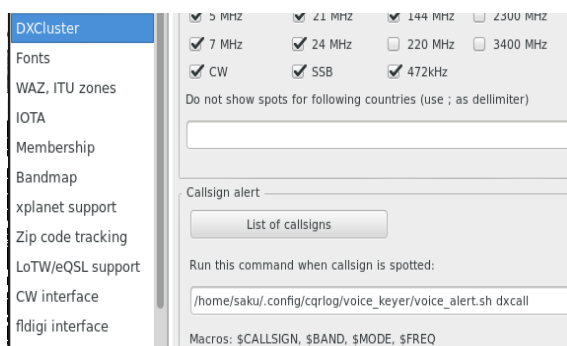 DXCluster
Fonts
WAZ, ITU zones
IOTA
Membership
Bandmap
xplanet support
Zip code tracking
LoTW/eQSL support
CW interface
fldigi interface
5 MHz 21 MHz 144 MHz 2300 MHz
7 MHz 24 MHz 220 MHz 3400 MHz
CW SSB 472kHz
Do not show spots for following countries (use ; as dellimiter)
Callsign alert
List of callsigns
Run this command when callsign is spotted:
/home/saku/.config/cqrlog/voice_keyer/voice_alert.sh dxcall
Macros: $CALLSIGN, $BAND, $MODE, $FREQ